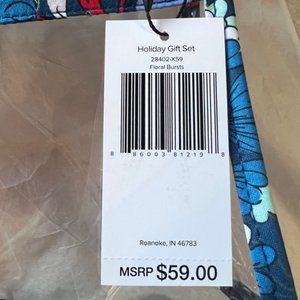 Holiday Gift Set
28402-X59
Floral Bursts
8 86003 81219 8
Roanoke, IN 46783
MSRP $59.00